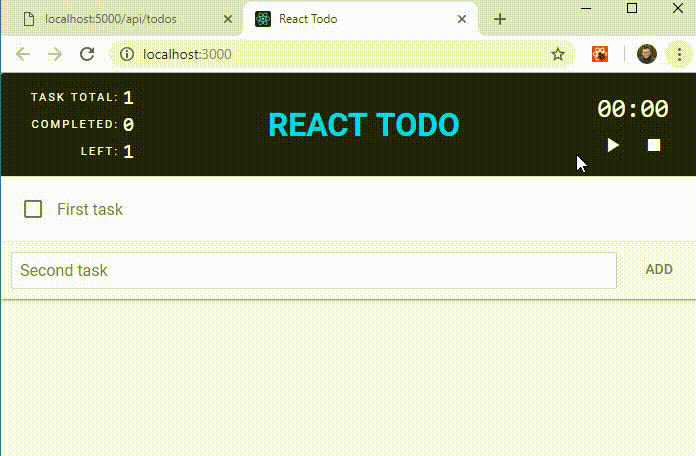 localhost:5000/api/todos
React Todo
localhost:3000
TASK TOTAL: 1
COMPLETED: 0
LEFT: 1
REACT TODO
00:00
First task
Second task
ADD